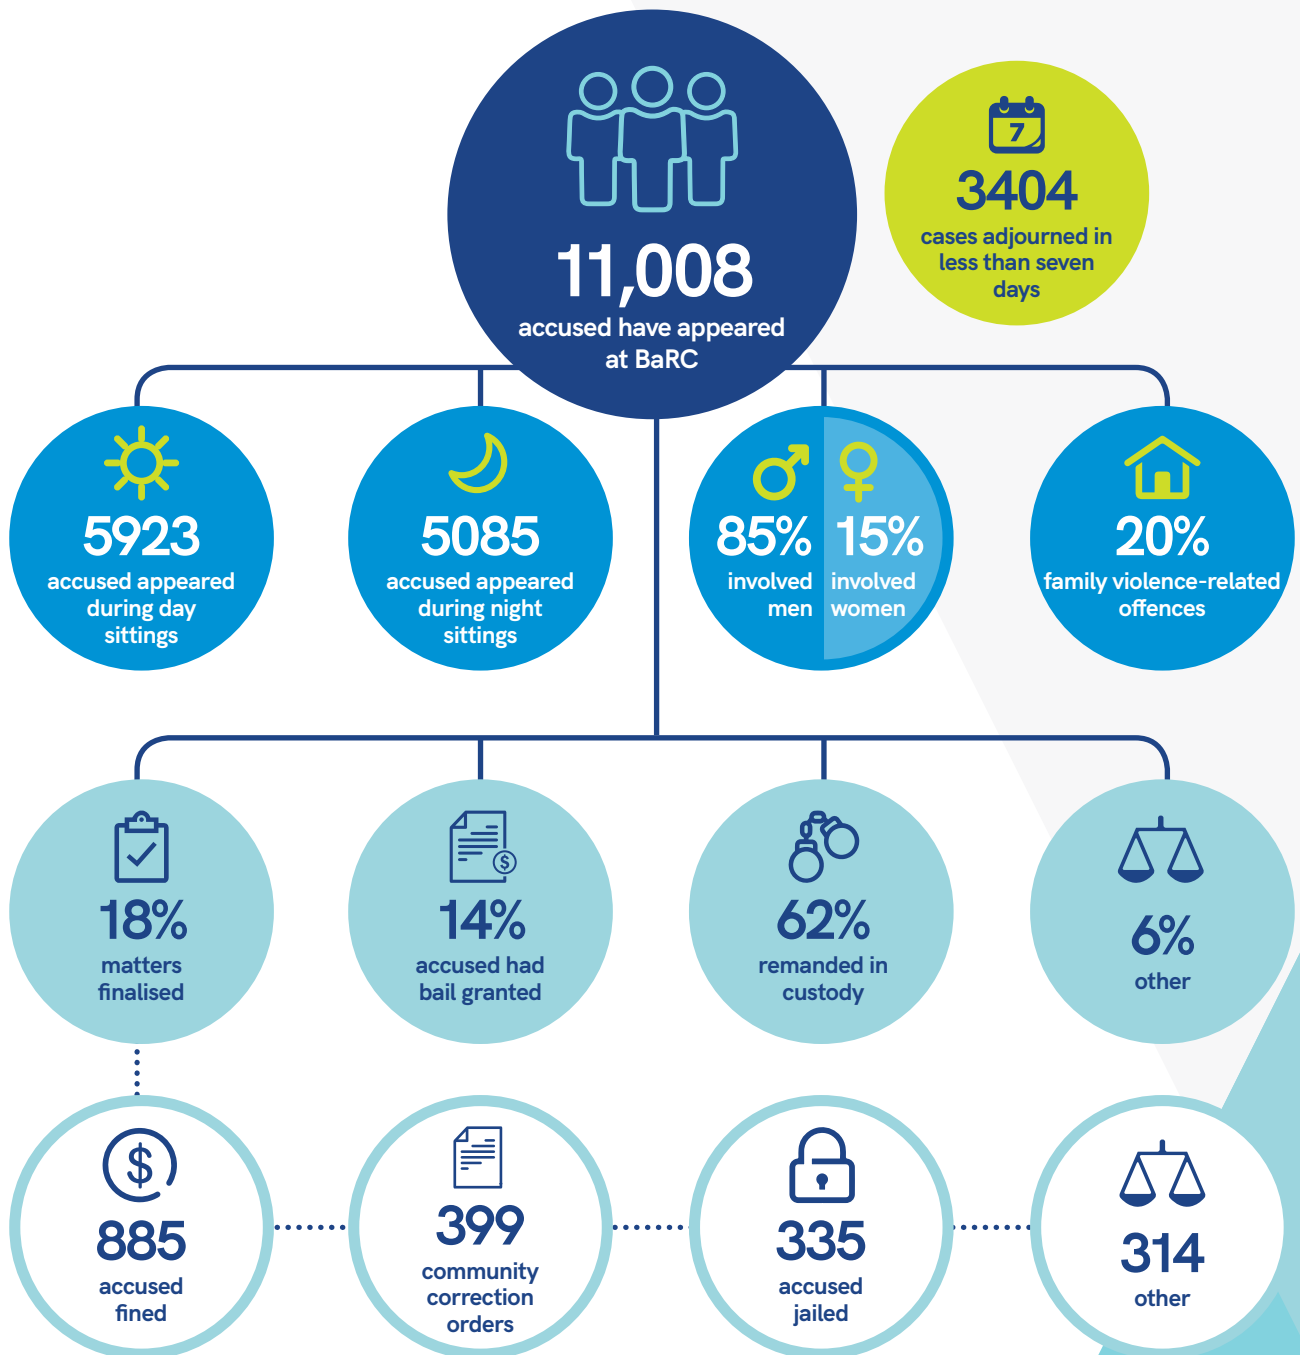 11,008
accused have appeared
at BaRC
7
3404
cases adjourned in
less than seven
days
5923
accused appeared
during day
sittings
5085
accused appeared
during night
sittings
85%
involved
men
15%
involved
women
20%
family violence-related
offences
18%
matters
finalised
$
14%
accused had
bail granted
62%
remanded in
custody
6%
other
$
885
accused
fined
399
community
correction
orders
335
accused
jailed
314
other